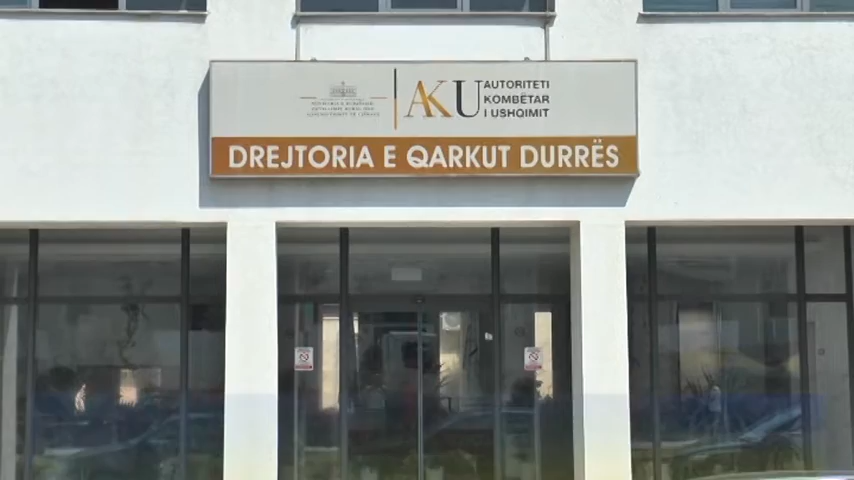 AKU
AUTORITETI
KOMBËTAR
I USHQIMIT
DREJTORIA E QARKUT DURRËS